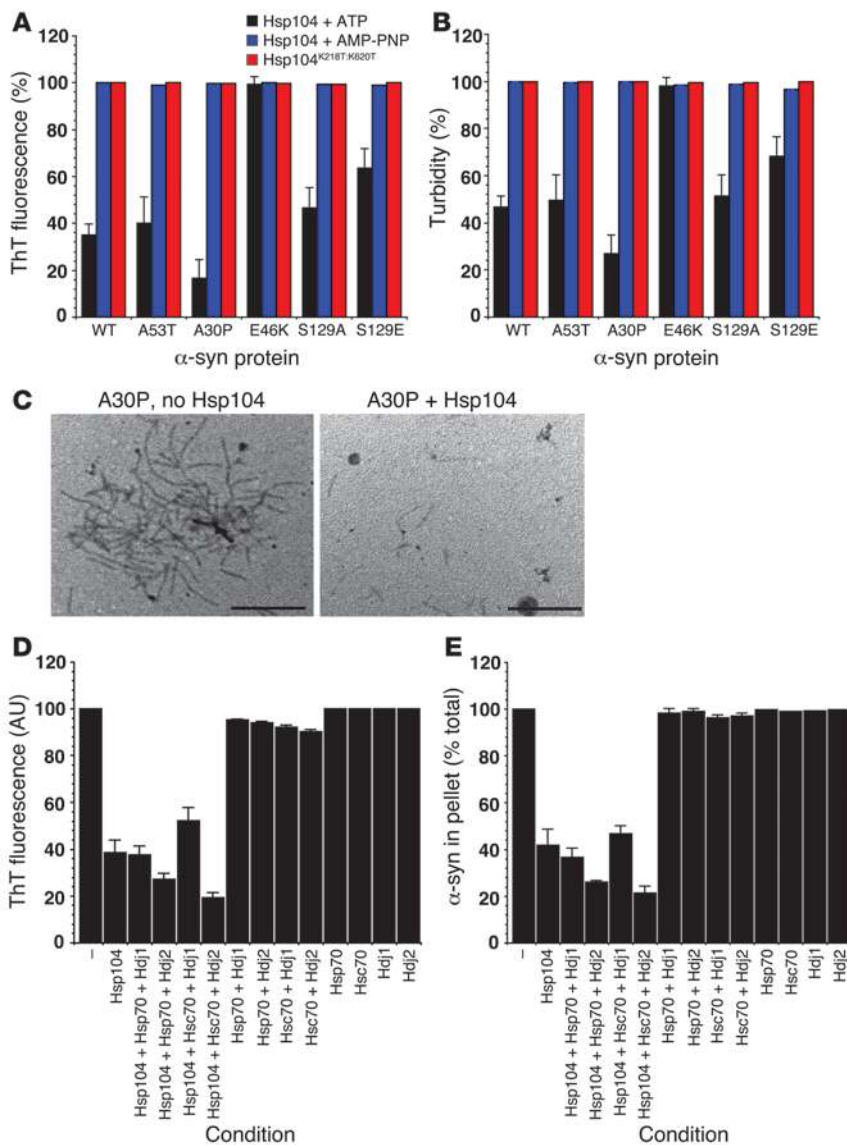 A
Hsp104 + ATP
Hsp104 + AMP-PNP
Hsp104K218T:K620T
ThT fluorescence (%)
120
100
80
60
40
20
0
WT A53T A30P E46K S129A S129E
α-syn protein
B
Turbidity (%)
120
100
80
60
40
20
0
WT A53T A30P E46K S129A S129E
α-syn protein
C
A30P, no Hsp104
A30P + Hsp104
D
ThT fluorescence (AU)
120
100
80
60
40
20
0
–
Hsp104
Hsp104 + Hsp70 + Hdj1
Hsp104 + Hsp70 + Hdj2
Hsp104 + Hsc70 + Hdj1
Hsp104 + Hsc70 + Hdj2
Hsp70 + Hdj1
Hsp70 + Hdj2
Hsc70 + Hdj1
Hsc70 + Hdj2
Hsp70
Hsc70
Hdj1
Hdj2
Condition
E
α-syn in pellet (% total)
120
100
80
60
40
20
0
–
Hsp104
Hsp104 + Hsp70 + Hdj1
Hsp104 + Hsp70 + Hdj2
Hsp104 + Hsc70 + Hdj1
Hsp104 + Hsc70 + Hdj2
Hsp70 + Hdj1
Hsp70 + Hdj2
Hsc70 + Hdj1
Hsc70 + Hdj2
Hsp70
Hsc70
Hdj1
Hdj2
Condition